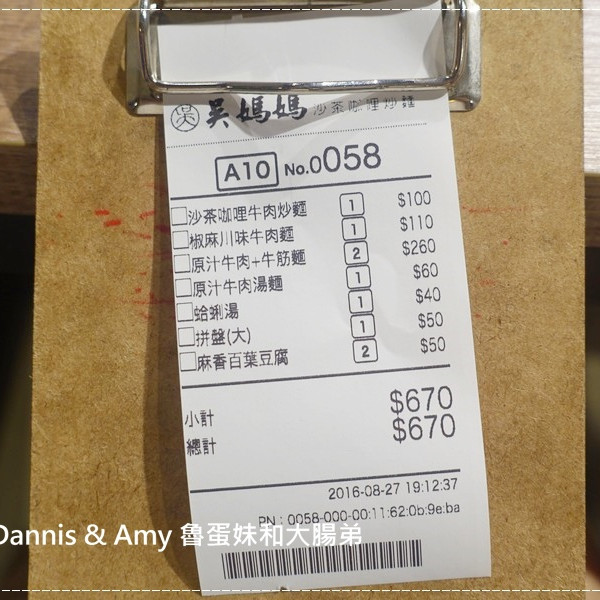 吳 吳媽媽 沙茶咖哩炒麵
A10 No.0058
沙茶咖哩牛肉炒麵 1 $100
椒麻川味牛肉麵 1 $110
原汁牛肉+牛筋麵 2 $260
原汁牛肉湯麵 1 $60
蛤蜊湯 1 $40
拼盤(大) 1 $50
麻香百葉豆腐 2 $50
小計 $670
總計 $670
2016-08-27 19:12:37
PN : 0058-000-00:11:62:0b:9e:ba
Dannis & Amy 魯蛋妹和大腸弟